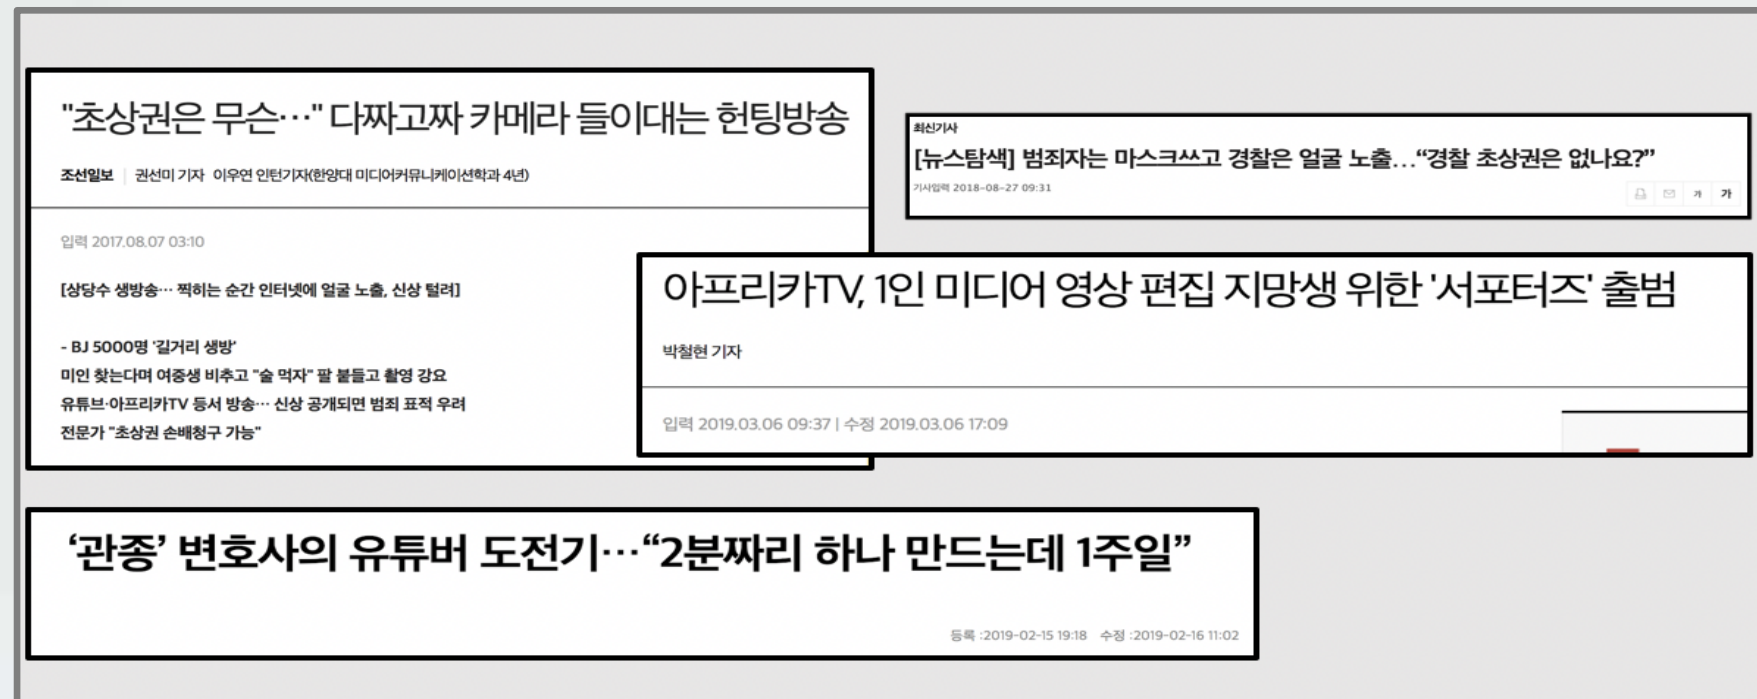 "초상권은 무슨…" 다짜고짜 카메라 들이대는 헌팅방송
조선일보 | 권선미 기자 이우연 인턴기자(한양대 미디어커뮤니케이션학과 4년)
입력 2017.08.07 03:10
[상당수 생방송… 찍히는 순간 인터넷에 얼굴 노출, 신상 털려]
- BJ 5000명 '길거리 생방'
미인 찾는다며 여중생 비추고 "술 먹자" 팔 붙들고 촬영 강요
유튜브·아프리카TV 등서 방송… 신상 공개되면 범죄 표적 우려
전문가 "초상권 손배청구 가능"
최신기사
[뉴스탐색] 범죄자는 마스크쓰고 경찰은 얼굴 노출…“경찰 초상권은 없나요?”
기사입력 2018-08-27 09:31
가 가
아프리카TV, 1인 미디어 영상 편집 지망생 위한 '서포터즈' 출범
박철현 기자
입력 2019.03.06 09:37 | 수정 2019.03.06 17:09
‘관종’ 변호사의 유튜버 도전기…“2분짜리 하나 만드는데 1주일”
등록 :2019-02-15 19:18 수정 :2019-02-16 11:02